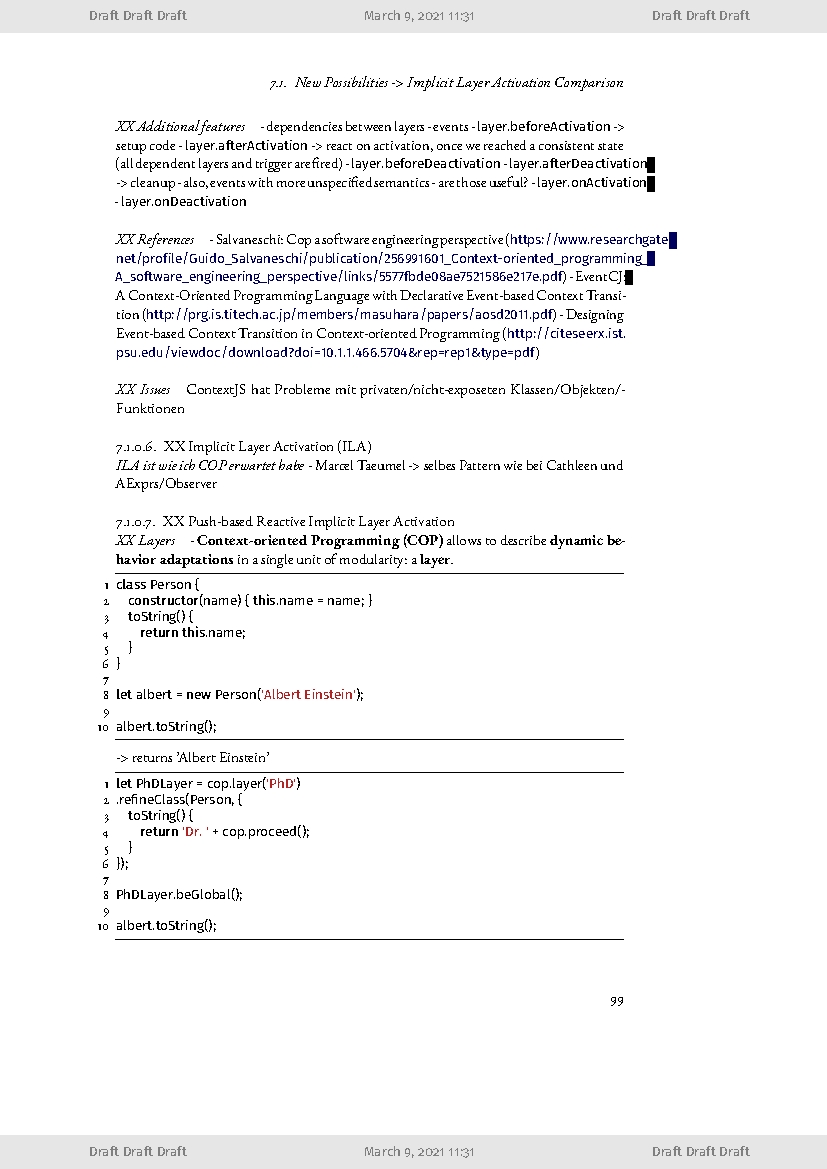 Draft Draft Draft March 9, 2021 11:31 Draft Draft Draft
7.1. New Possibilities -> Implicit Layer Activation Comparison
XX Additional features - dependencies between layers - events - layer.beforeActivation ->
setup code - layer.afterActivation -> react on activation, once we reached a consistent state
(all dependent layers and trigger are fired) - layer.beforeDeactivation - layer.afterDeactivation
-> cleanup - also, events with more unspecified semantics - are those useful? - layer.onActivation
- layer.onDeactivation
XX References - Salvaneschi: Cop a software engineering perspective (https://www.researchgate.
net/profile/Guido_Salvaneschi/publication/256991601_Context-oriented_programming_
A_software_engineering_perspective/links/5577fbde08ae7521586e217e.pdf) - EventCJ:
A Context-Oriented Programming Language with Declarative Event-based Context Transi-
tion (http://prg.is.titech.ac.jp/members/masuhara/papers/aosd2011.pdf) - Designing
Event-based Context Transition in Context-oriented Programming (http://citeseerx.ist.
psu.edu/viewdoc/download?doi=10.1.1.466.5704&rep=rep1&type=pdf)
XX Issues ContextJS hat Probleme mit privaten/nicht-exposeten Klassen/Objekten/-
Funktionen
7.1.0.6. XX Implicit Layer Activation (ILA)
ILA ist wie ich COP erwartet habe - Marcel Taeumel -> selbes Pattern wie bei Cathleen und
AExprs/Observer
7.1.0.7. XX Push-based Reactive Implicit Layer Activation
XX Layers - Context-oriented Programming (COP) allows to describe dynamic be-
havior adaptations in a single unit of modularity: a layer.
1 class Person {
2 constructor(name) { this.name = name; }
3 toString() {
4 return this.name;
5 }
6 }
7
8 let albert = new Person('Albert Einstein');
9
10 albert.toString();
-> returns ’Albert Einstein’
1 let PhDLayer = cop.layer('PhD')
2 .refineClass(Person, {
3 toString() {
4 return 'Dr. ' + cop.proceed();
5 }
6 });
7
8 PhDLayer.beGlobal();
9
10 albert.toString();
99
Draft Draft Draft March 9, 2021 11:31 Draft Draft Draft